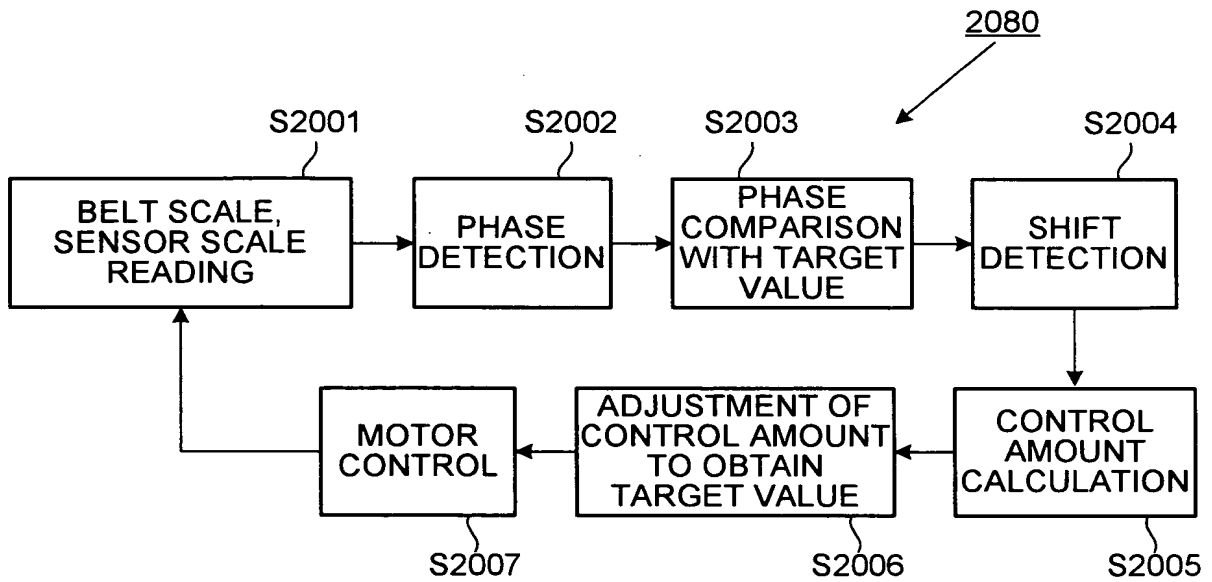 2080
S2001
S2002
S2003
S2004
BELT SCALE,
SENSOR SCALE
READING
PHASE
DETECTION
PHASE
COMPARISON
WITH TARGET
VALUE
SHIFT
DETECTION
MOTOR
CONTROL
ADJUSTMENT OF
CONTROL AMOUNT
TO OBTAIN
TARGET VALUE
CONTROL
AMOUNT
CALCULATION
S2007
S2006
S2005